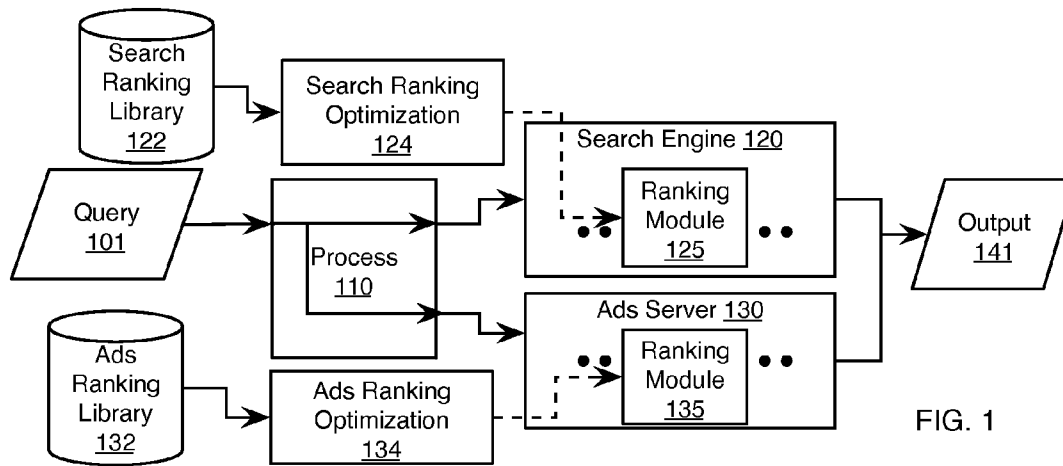 Search
Ranking
Library
122
Search Ranking
Optimization
124
Search Engine 120
Ranking
Module
125
Query
101
Process
110
Output
141
Ads Server 130
Ranking
Module
135
Ads
Ranking
Library
132
Ads Ranking
Optimization
134
FIG. 1